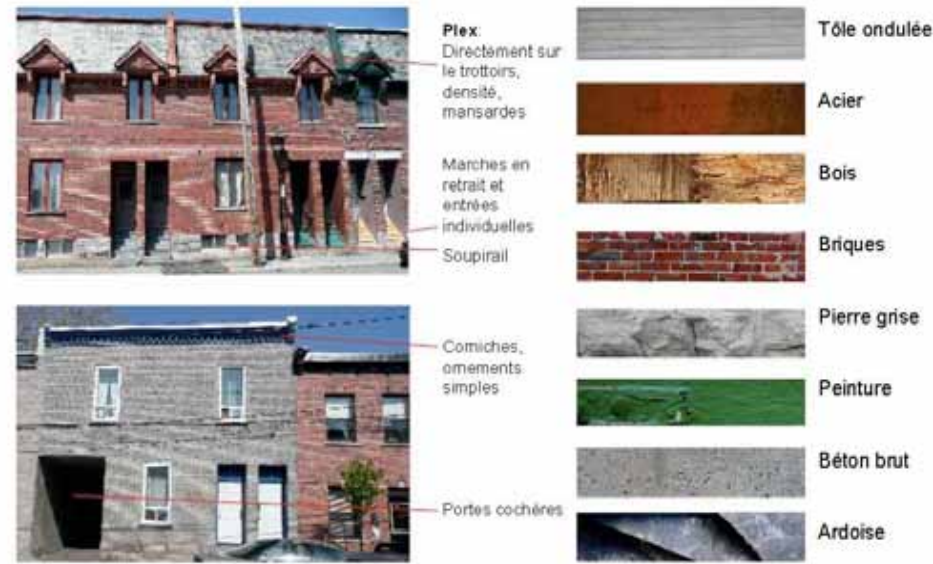 Plex:
Directement sur
le trottoirs,
densité,
mansardes
Marches en
retrait et
entrées
individuelles
Soupirail
Corniches,
ornements
simples
Portes cochères
Tôle ondulée
Acier
Bois
Briques
Pierre grise
Peinture
Béton brut
Ardoise